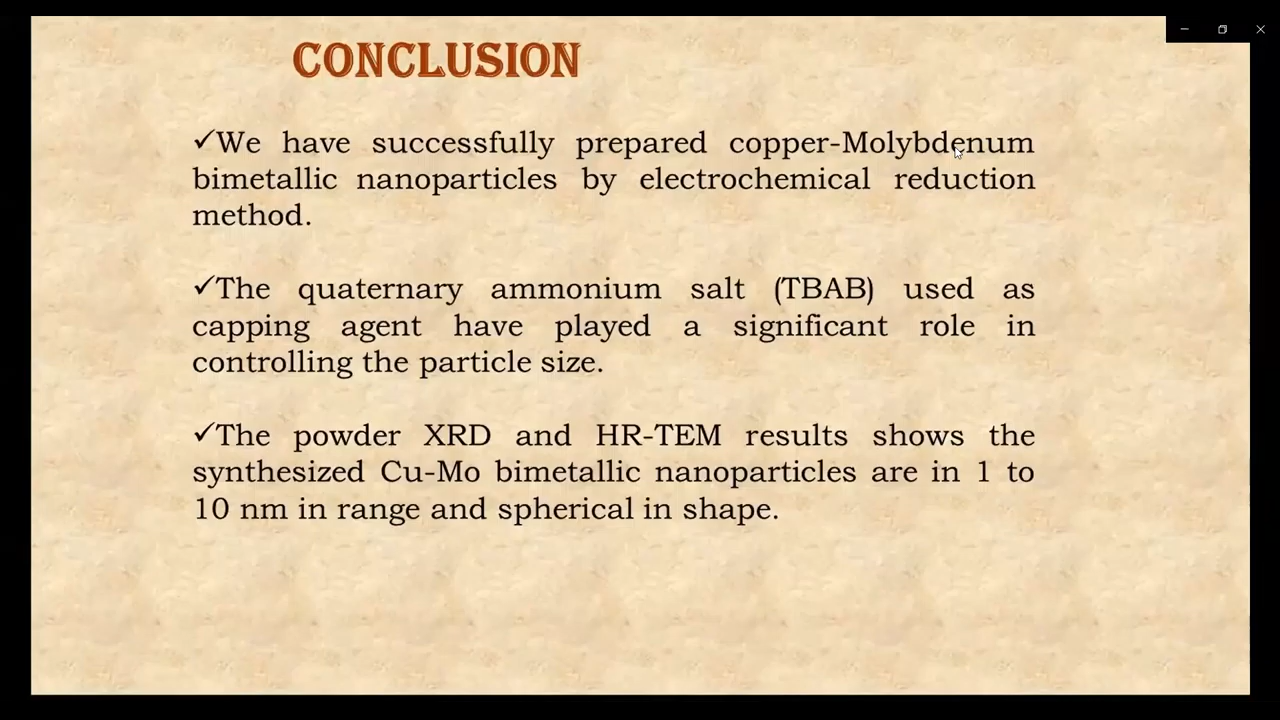 CONCLUSION
✓We have successfully prepared copper-Molybdenum
bimetallic nanoparticles by electrochemical reduction
method.
✓The quaternary ammonium salt (TBAB) used as
capping agent have played a significant role in
controlling the particle size.
✓The powder XRD and HR-TEM results shows the
synthesized Cu-Mo bimetallic nanoparticles are in 1 to
10 nm in range and spherical in shape.